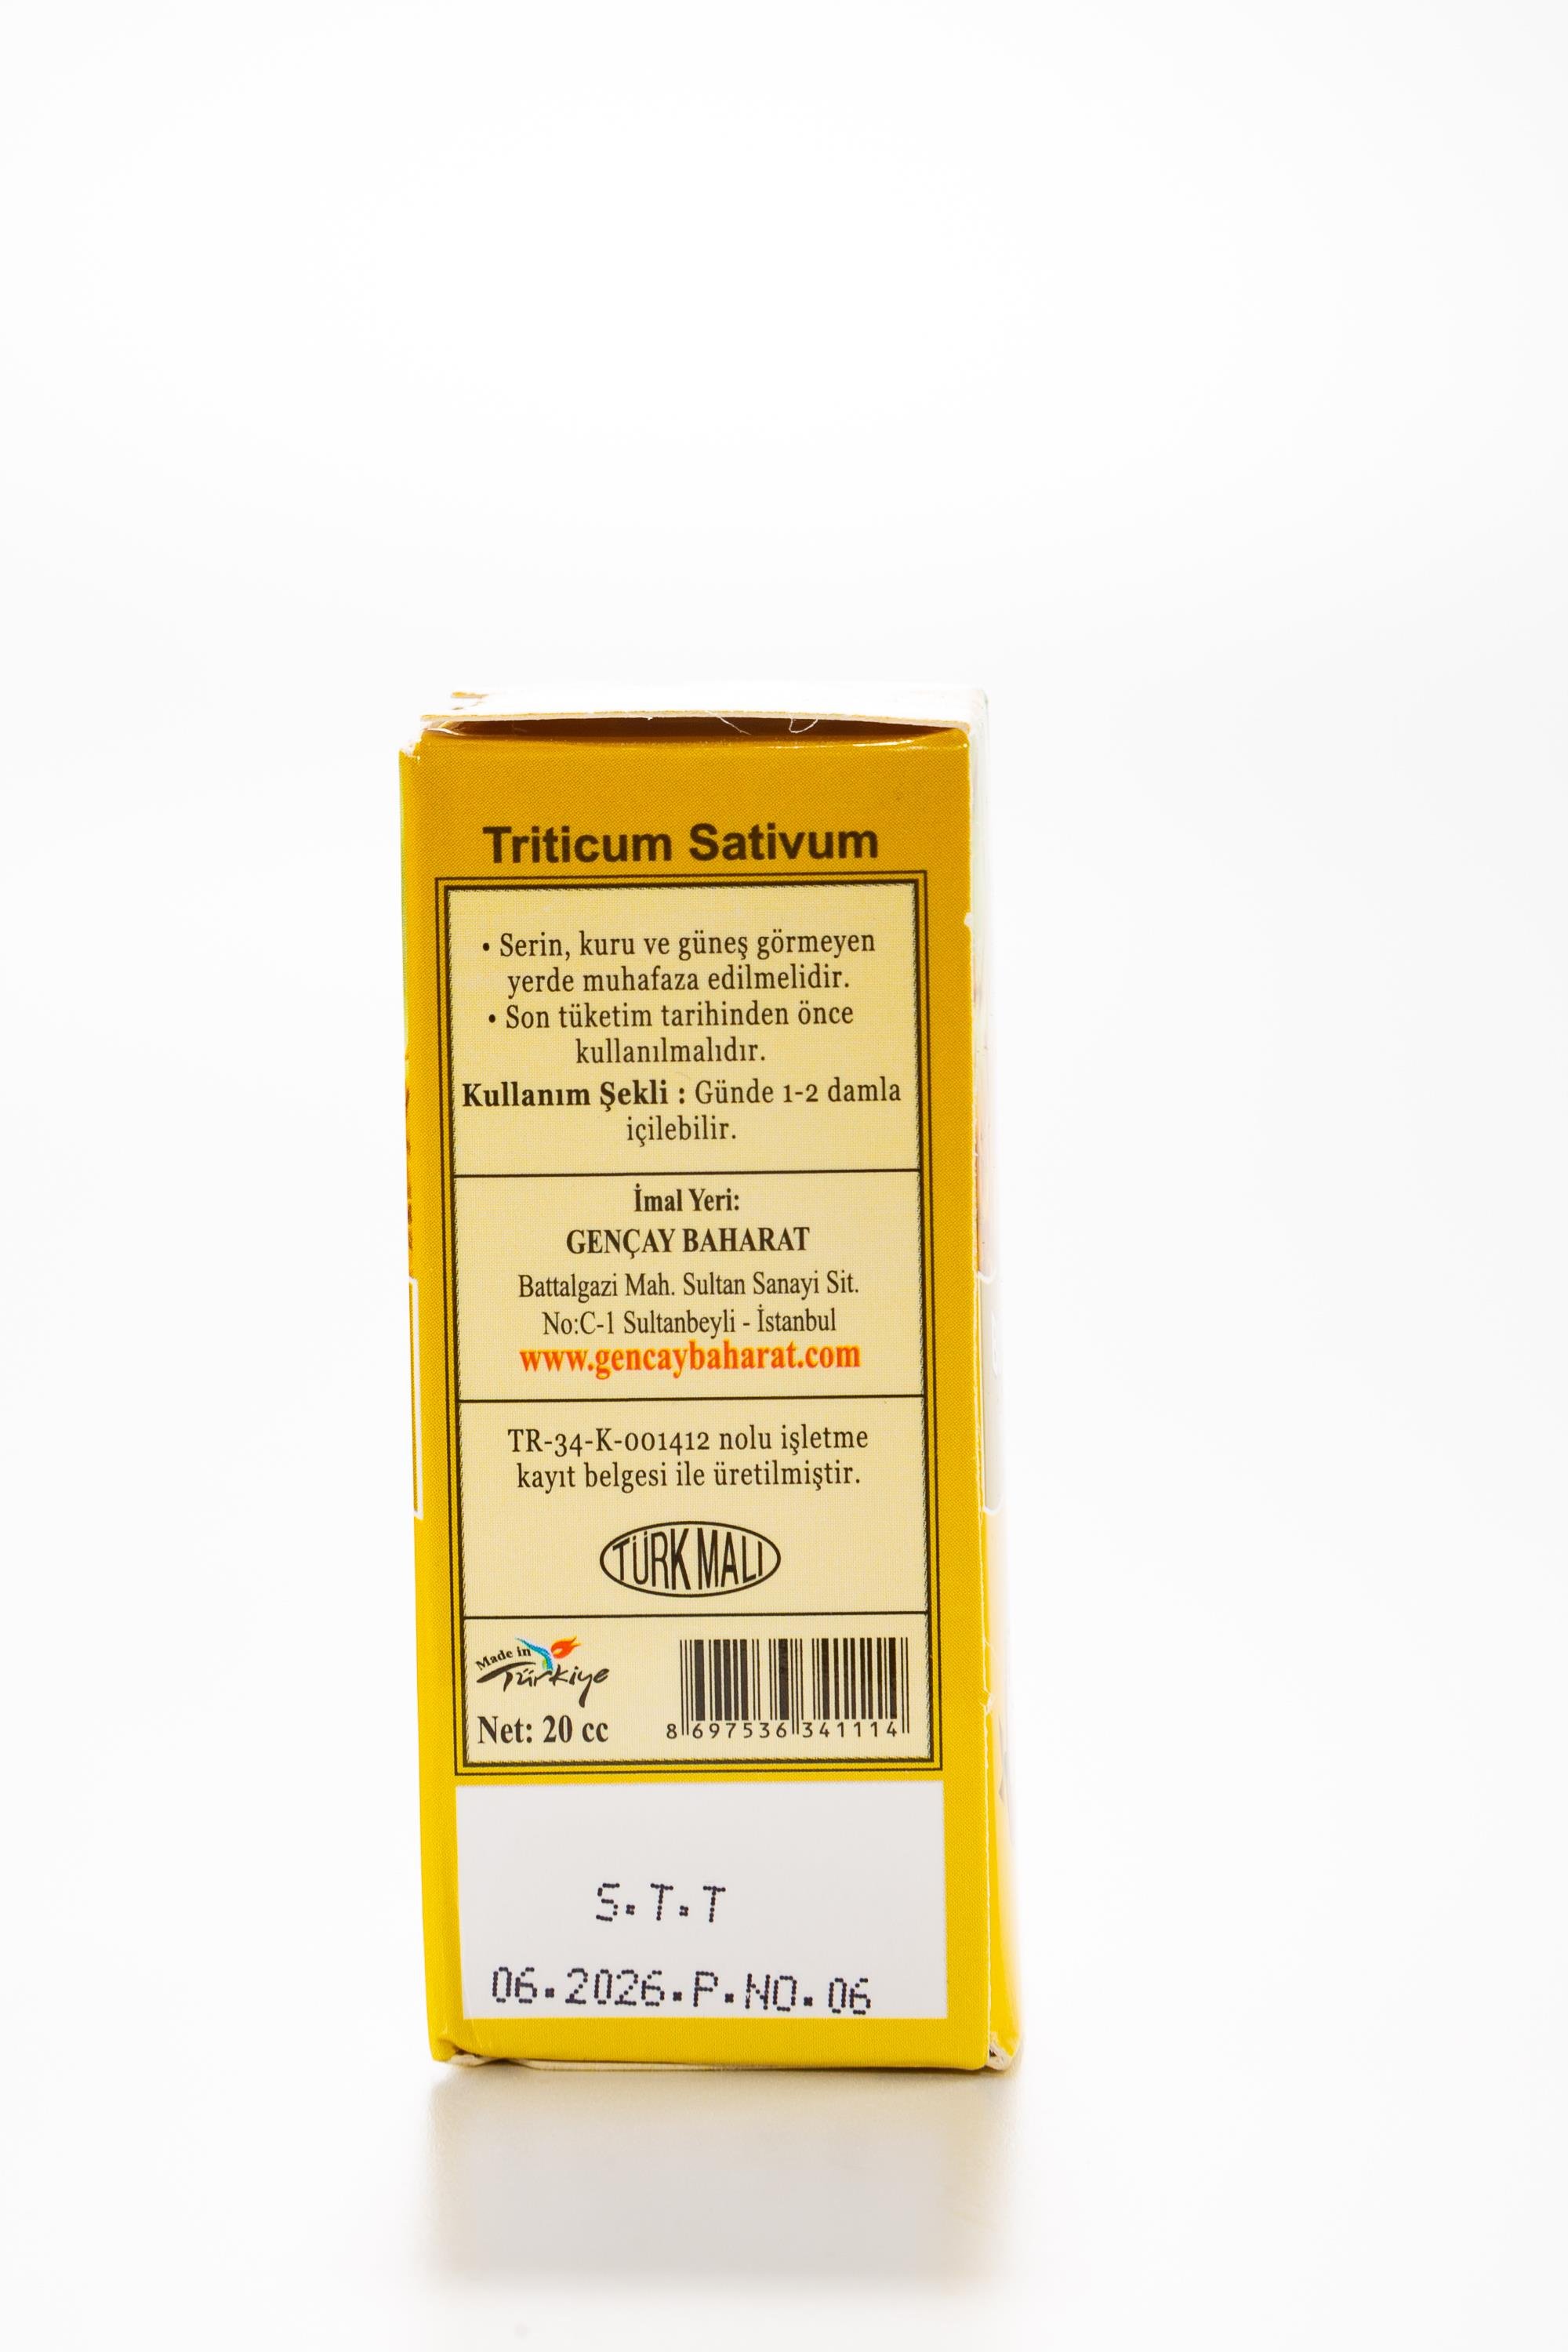 Triticum Sativum
• Serin, kuru ve güneş görmeyen
yerde muhafaza edilmelidir.
• Son tüketim tarihinden önce
kullanılmalıdır.
Kullanım Şekli : Günde 1-2 damla
içilebilir.
İmal Yeri:
GENÇAY BAHARAT
Battalgazi Mah. Sultan Sanayi Sit.
No:C-1 Sultanbeyli - İstanbul
www.gencaybaharat.com
TR-34-K-001412 nolu işletme
kayıt belgesi ile üretilmiştir.
TÜRK MALI
Made in
Türkiye
Net: 20 cc
8 697536 341114
S.T.T
06.2026.P.NO.06